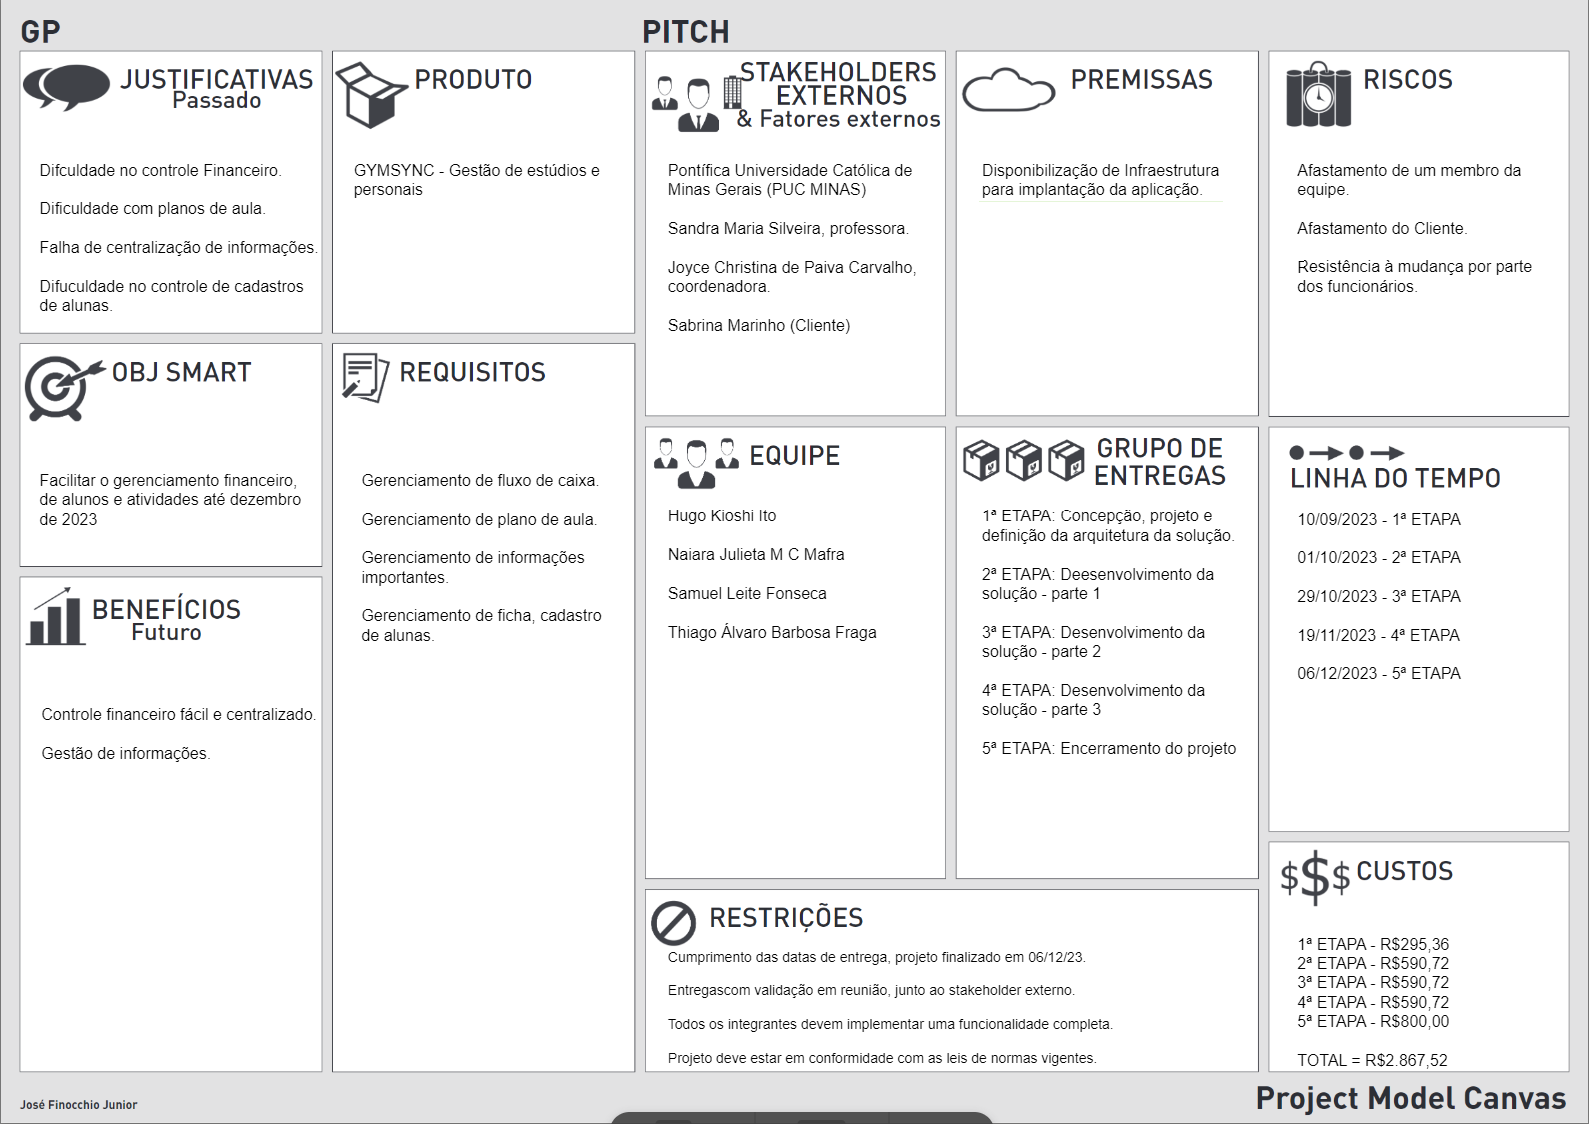 GP
PITCH
JUSTIFICATIVAS
Passado
Difculdade no controle Financeiro.
Dificuldade com planos de aula.
Falha de centralização de informações.
Difuculdade no controle de cadastros
de alunas.
PRODUTO
GYMSYNC - Gestão de estúdios e
personais
STAKEHOLDERS
EXTERNOS
& Fatores externos
Pontífica Universidade Católica de
Minas Gerais (PUC MINAS)
Sandra Maria Silveira, professora.
Joyce Christina de Paiva Carvalho,
coordenadora.
Sabrina Marinho (Cliente)
PREMISSAS
Disponibilização de Infraestrutura
para implantação da aplicação.
RISCOS
Afastamento de um membro da
equipe.
Afastamento do Cliente.
Resistência à mudança por parte
dos funcionários.
OBJ SMART
Facilitar o gerenciamento financeiro,
de alunos e atividades até dezembro
de 2023
REQUISITOS
Gerenciamento de fluxo de caixa.
Gerenciamento de plano de aula.
Gerenciamento de informações
importantes.
Gerenciamento de ficha, cadastro
de alunas.
EQUIPE
Hugo Kioshi Ito
Naiara Julieta M C Mafra
Samuel Leite Fonseca
Thiago Álvaro Barbosa Fraga
GRUPO DE
ENTREGAS
1ª ETAPA: Concepção, projeto e
definição da arquitetura da solução.
2ª ETAPA: Deesenvolvimento da
solução - parte 1
3ª ETAPA: Desenvolvimento da
solução - parte 2
4ª ETAPA: Desenvolvimento da
solução - parte 3
5ª ETAPA: Encerramento do projeto
LINHA DO TEMPO
10/09/2023 - 1ª ETAPA
01/10/2023 - 2ª ETAPA
29/10/2023 - 3ª ETAPA
19/11/2023 - 4ª ETAPA
06/12/2023 - 5ª ETAPA
BENEFÍCIOS
Futuro
Controle financeiro fácil e centralizado.
Gestão de informações.
RESTRIÇÕES
Cumprimento das datas de entrega, projeto finalizado em 06/12/23.
Entregascom validação em reunião, junto ao stakeholder externo.
Todos os integrantes devem implementar uma funcionalidade completa.
Projeto deve estar em conformidade com as leis de normas vigentes.
$$$ CUSTOS
1ª ETAPA - R$295,36
2ª ETAPA - R$590,72
3ª ETAPA - R$590,72
4ª ETAPA - R$590,72
5ª ETAPA - R$800,00
TOTAL = R$2.867,52
José Finocchio Junior
Project Model Canvas